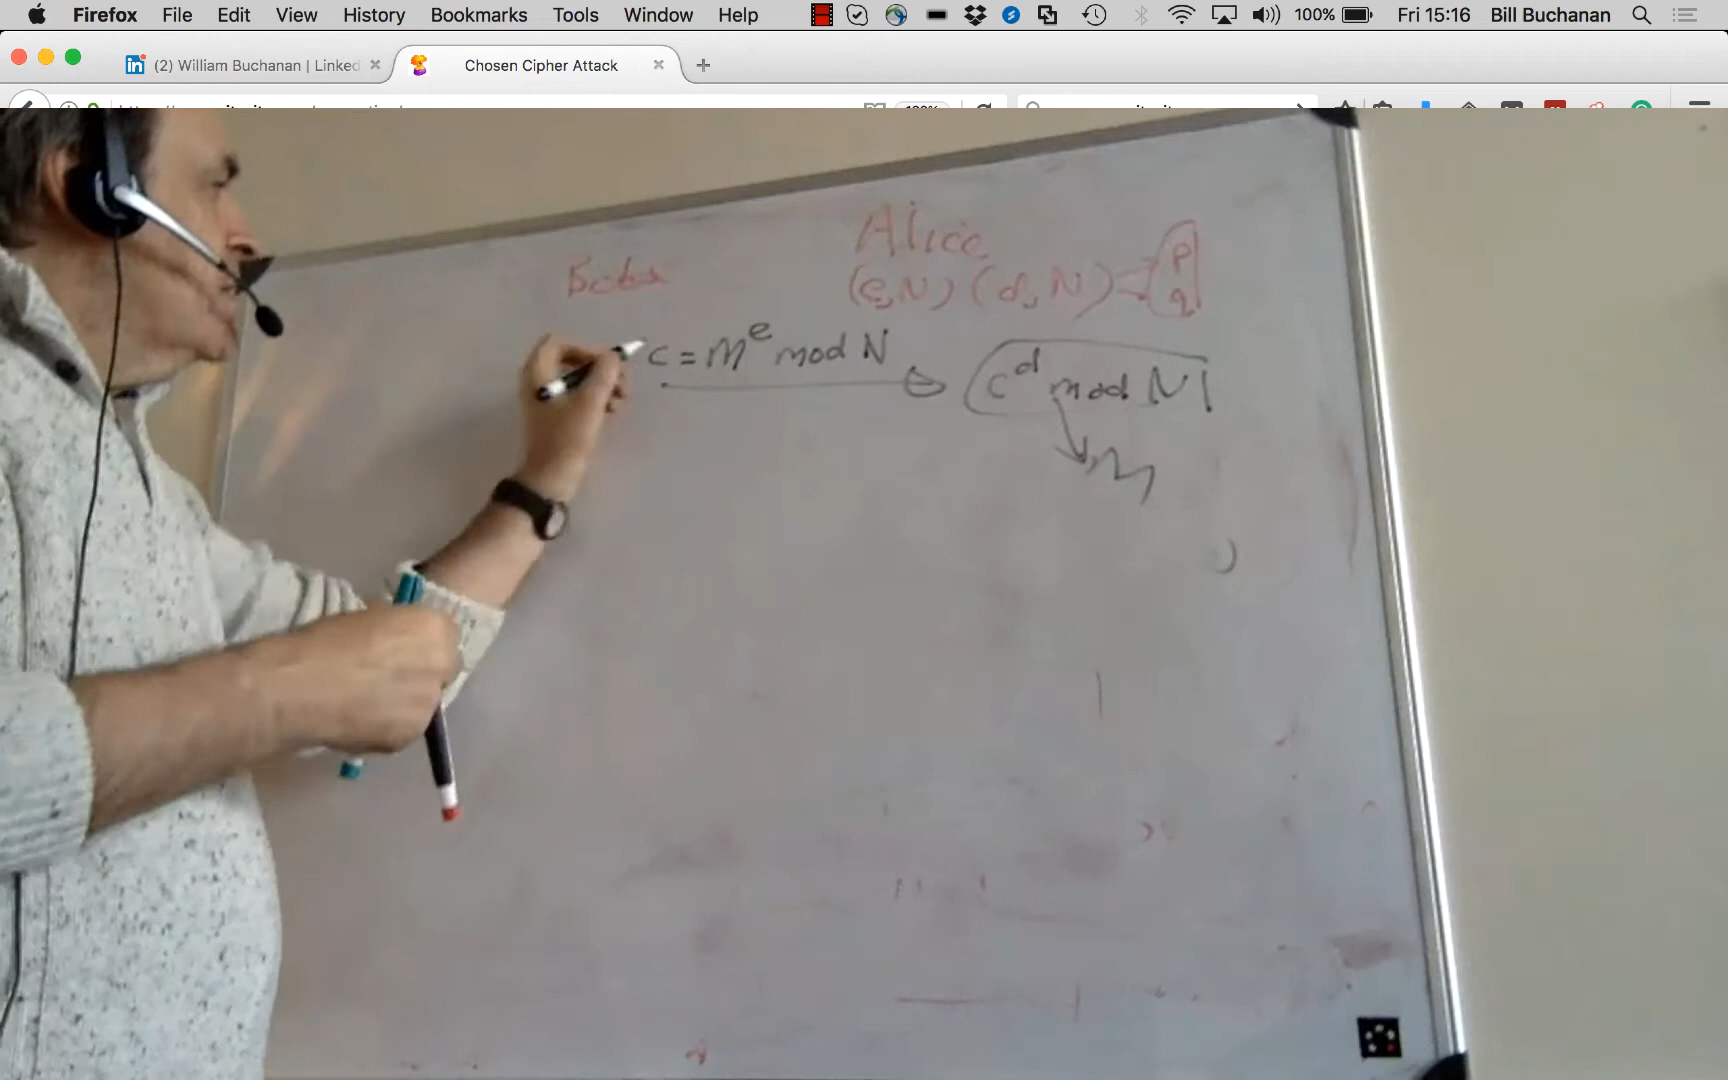 Firefox File Edit View History Bookmarks Tools Window Help 100% Fri 15:16 Bill Buchanan
(2) William Buchanan | Linked Chosen Cipher Attack
Alice
(e,N) (d,N) p
q
c = m^e mod N
c^d mod N
m